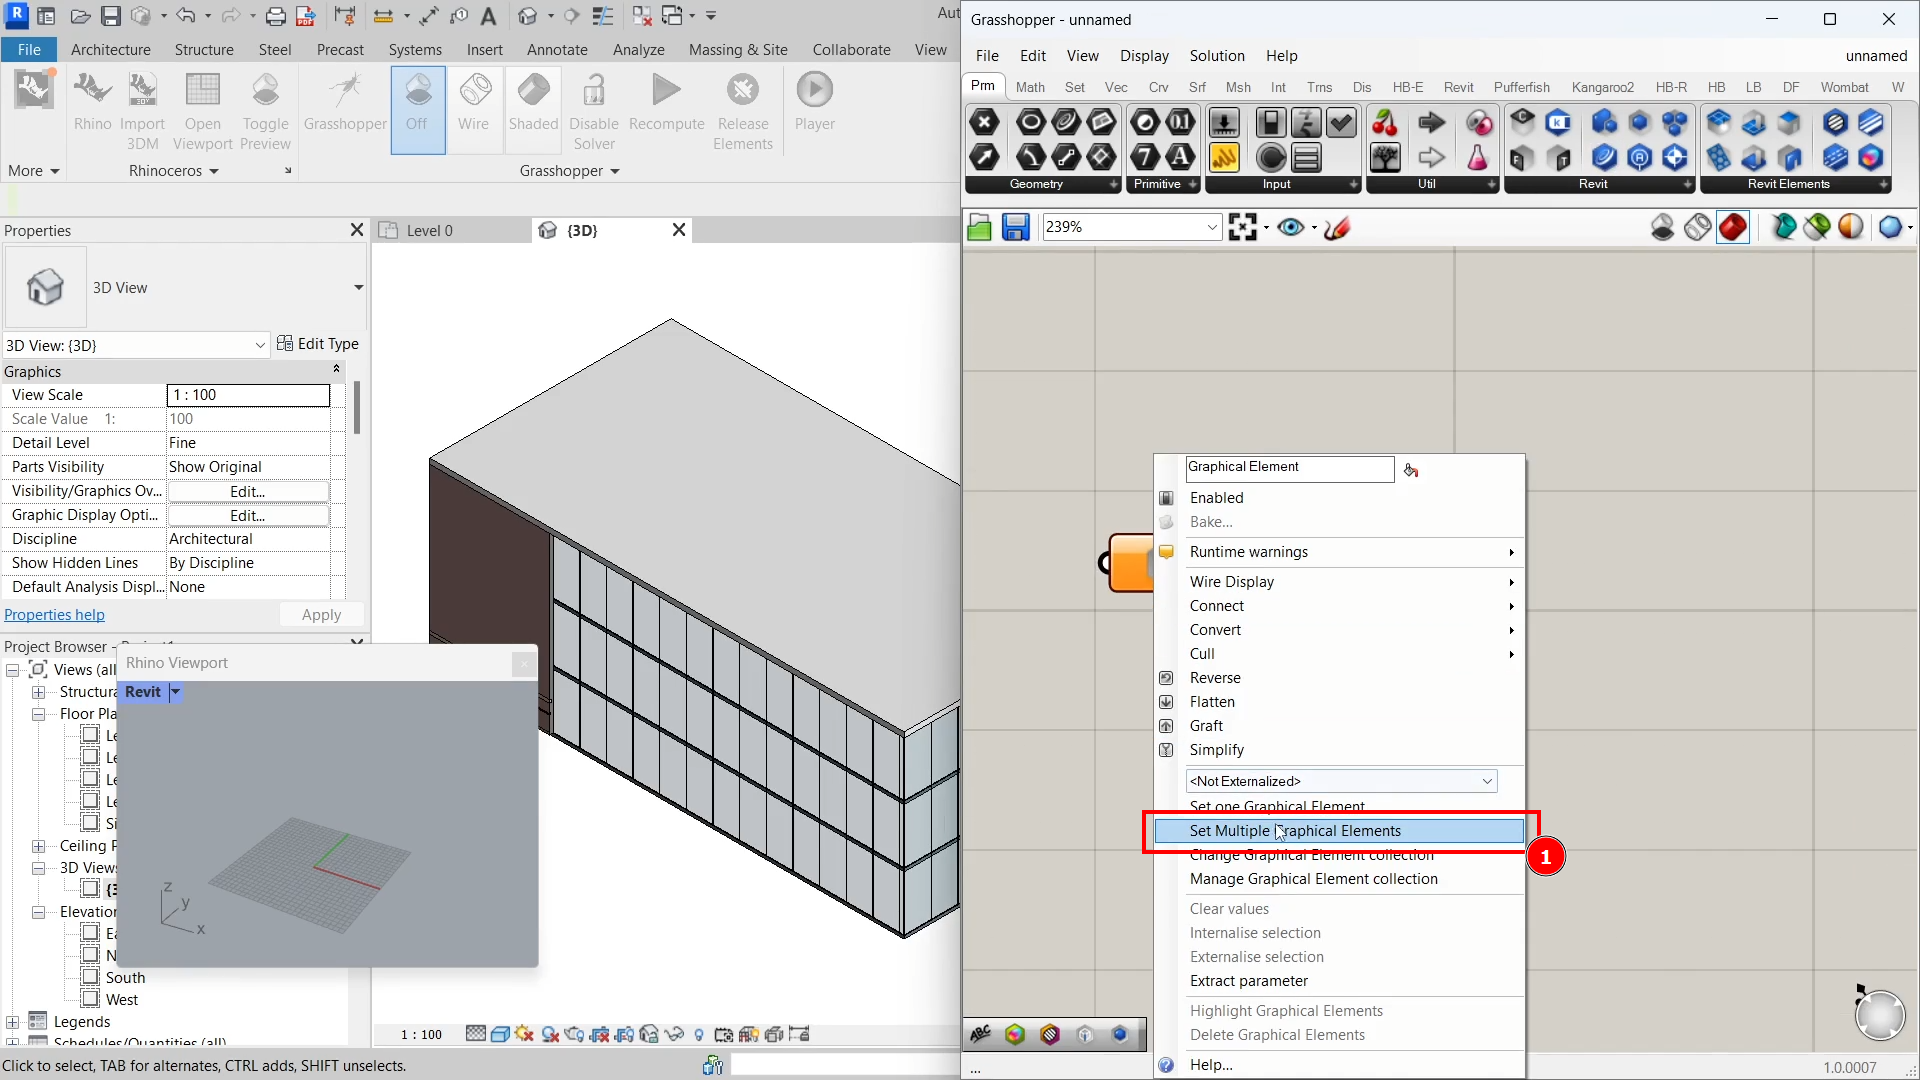 Aut
Grasshopper - unnamed
File Architecture Structure Steel Precast Systems Insert Annotate Analyze Massing & Site Collaborate View
File Edit View Display Solution Help
unnamed
Prm Math Set Vec Crv Srf Msh Int Trns Dis HB-E Revit Pufferfish Kangaroo2 HB-R HB LB DF Wombat W
Rhino Import 3DM Open Viewport Toggle Preview Grasshopper Off Wire Shaded Disable Solver Recompute Release Elements Player
More Rhinoceros Grasshopper
Geometry Primitive Input Util Revit Revit Elements
239%
Properties
Level 0
{3D}
3D View
3D View: {3D}
Edit Type
Graphics
View Scale 1 : 100
Scale Value 1: 100
Detail Level Fine
Parts Visibility Show Original
Visibility/Graphics Ov... Edit...
Graphic Display Opti... Edit...
Discipline Architectural
Show Hidden Lines By Discipline
Default Analysis Displ... None
Properties help
Apply
Project Browser -
Views (all
Structura
Floor Pla
Le
Le
Le
Le
Si
Ceiling P
3D Views
{3
Elevation
Ea
N
South
West
Legends
Schedules/Quantities (all)
Rhino Viewport
Revit
z
y
x
1 : 100
Click to select, TAB for alternates, CTRL adds, SHIFT unselects.
Graphical Element
Enabled
Bake...
Runtime warnings
Wire Display
Connect
Convert
Cull
Reverse
Flatten
Graft
Simplify
<Not Externalized>
Set one Graphical Element
Set Multiple Graphical Elements
1
Change Graphical Element collection
Manage Graphical Element collection
Clear values
Internalise selection
Externalise selection
Extract parameter
Highlight Graphical Elements
Delete Graphical Elements
Help...
ABC
...
1.0.0007